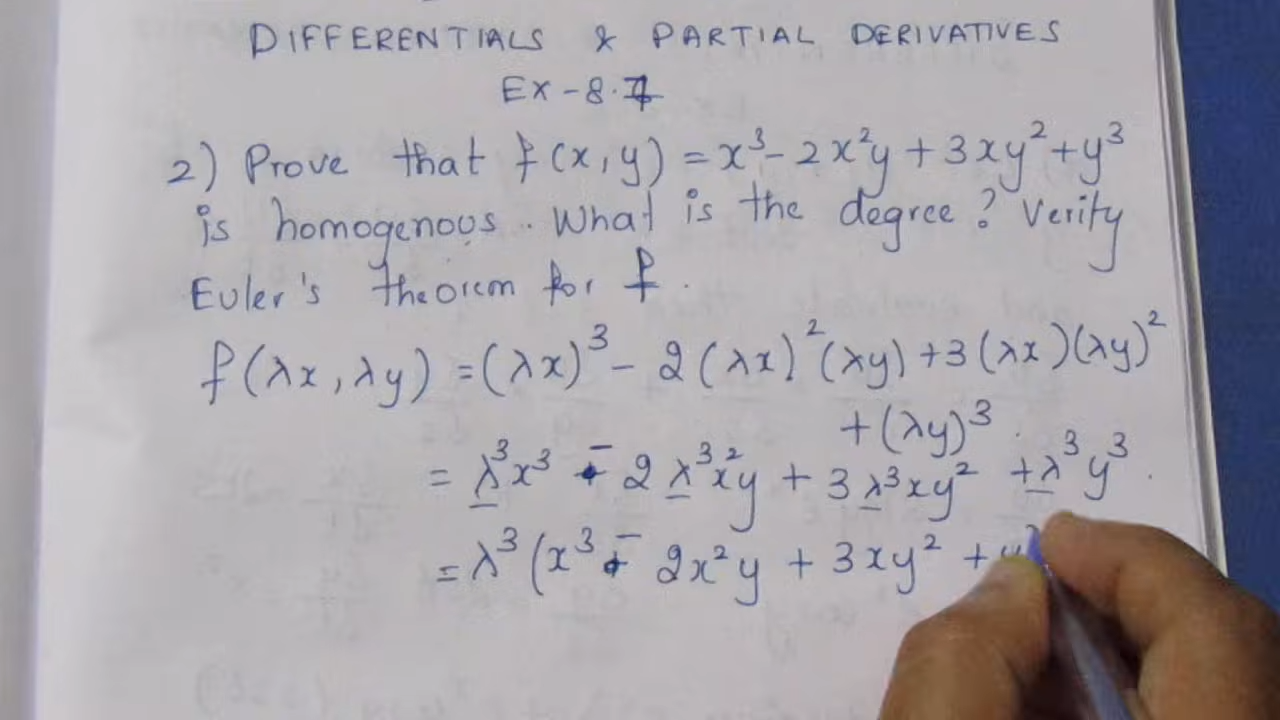 DIFFERENTIALS & PARTIAL DERIVATIVES
EX - 8.7
2) Prove that f(x, y) = x³ - 2x²y + 3xy² + y³
is homogenous. What is the degree? Verify
Euler's theorem for f.
f(λx, λy) = (λx)³ - 2(λx)²(λy) + 3(λx)(λy)²
+ (λy)³.
= λ³x³ - 2λ³x²y + 3λ³xy² + λ³y³.
= λ³(x³ - 2x²y + 3xy² +